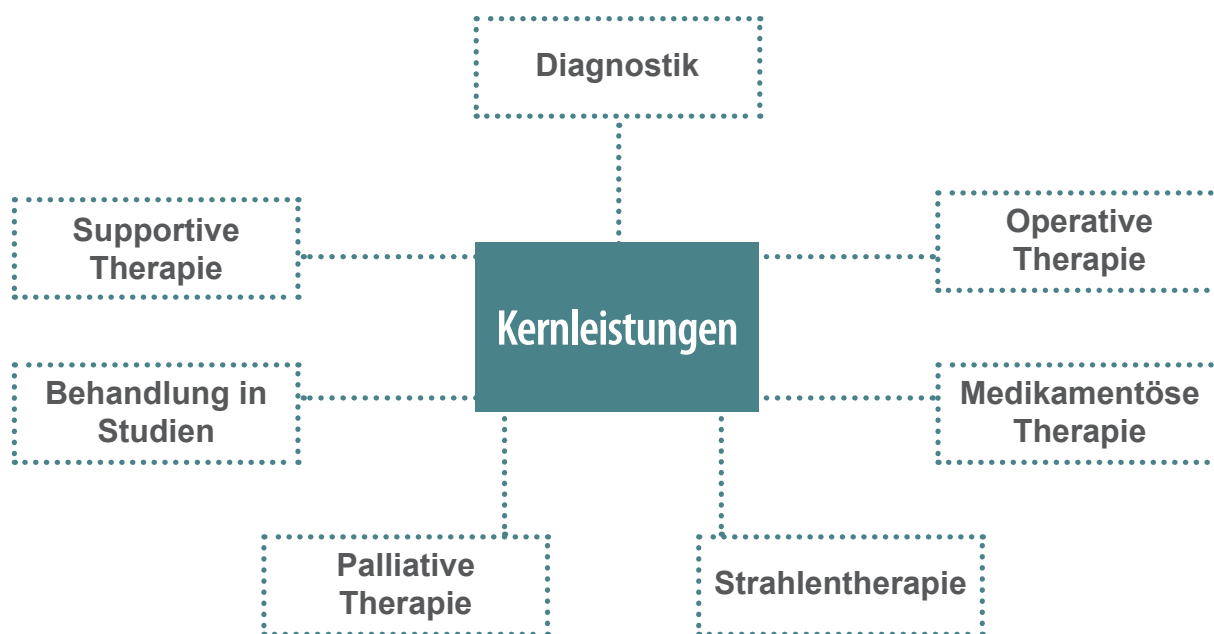 Diagnostik
Supportive
Therapie
Operative
Therapie
Kernleistungen
Behandlung in
Studien
Medikamentöse
Therapie
Palliative
Therapie
Strahlentherapie